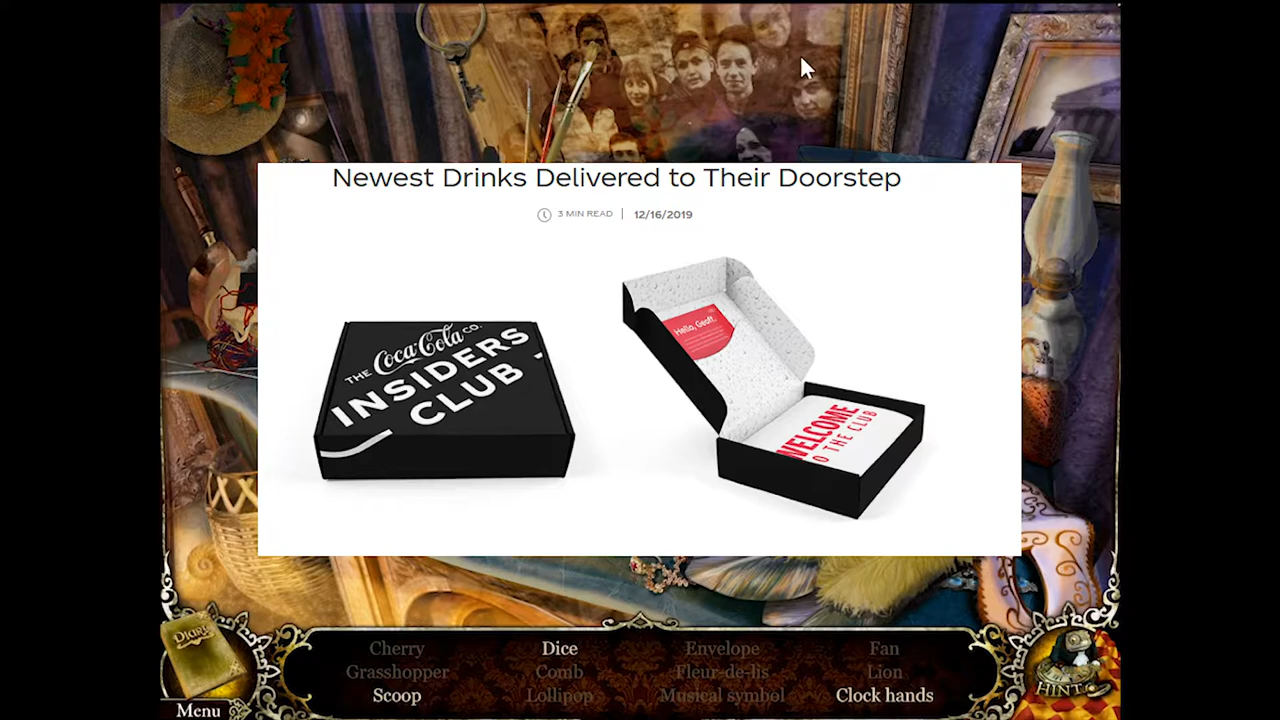 Newest Drinks Delivered to Their Doorstep
3 MIN READ | 12/16/2019
THE Coca-Cola CO.
INSIDERS
CLUB
Hello, Geoff.
WELCOME
O THE CLUB
DIARY
Cherry
Dice
Envelope
Fan
Grasshopper
Comb
Fleur-de-lis
Lion
Scoop
Lollipop
Musical symbol
Clock hands
HINT
Menu